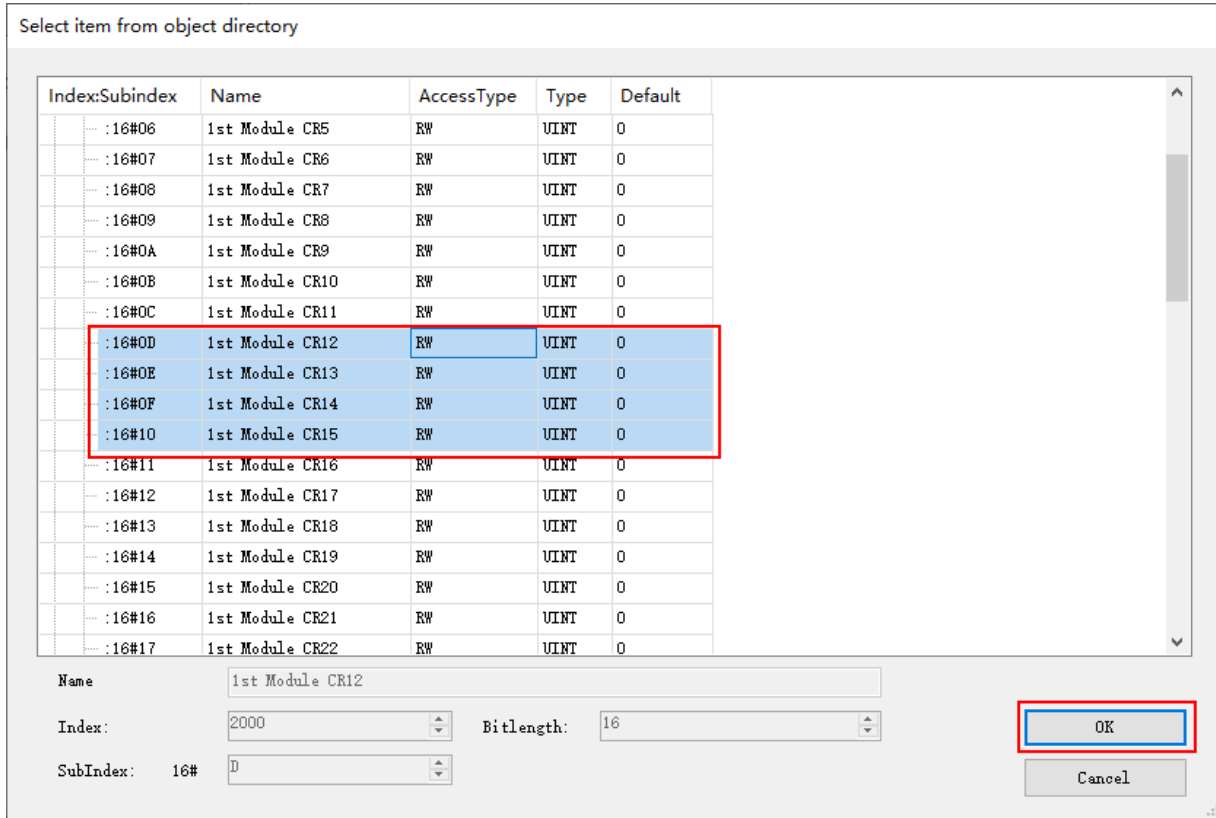 Select item from object directory
Index:Subindex Name AccessType Type Default
:16#06 1st Module CR5 RW UINT 0
:16#07 1st Module CR6 RW UINT 0
:16#08 1st Module CR7 RW UINT 0
:16#09 1st Module CR8 RW UINT 0
:16#0A 1st Module CR9 RW UINT 0
:16#0B 1st Module CR10 RW UINT 0
:16#0C 1st Module CR11 RW UINT 0
:16#0D 1st Module CR12 RW UINT 0
:16#0E 1st Module CR13 RW UINT 0
:16#0F 1st Module CR14 RW UINT 0
:16#10 1st Module CR15 RW UINT 0
:16#11 1st Module CR16 RW UINT 0
:16#12 1st Module CR17 RW UINT 0
:16#13 1st Module CR18 RW UINT 0
:16#14 1st Module CR19 RW UINT 0
:16#15 1st Module CR20 RW UINT 0
:16#16 1st Module CR21 RW UINT 0
:16#17 1st Module CR22 RW UINT 0
Name 1st Module CR12
Index: 2000 Bitlength: 16 OK
SubIndex: 16# D Cancel